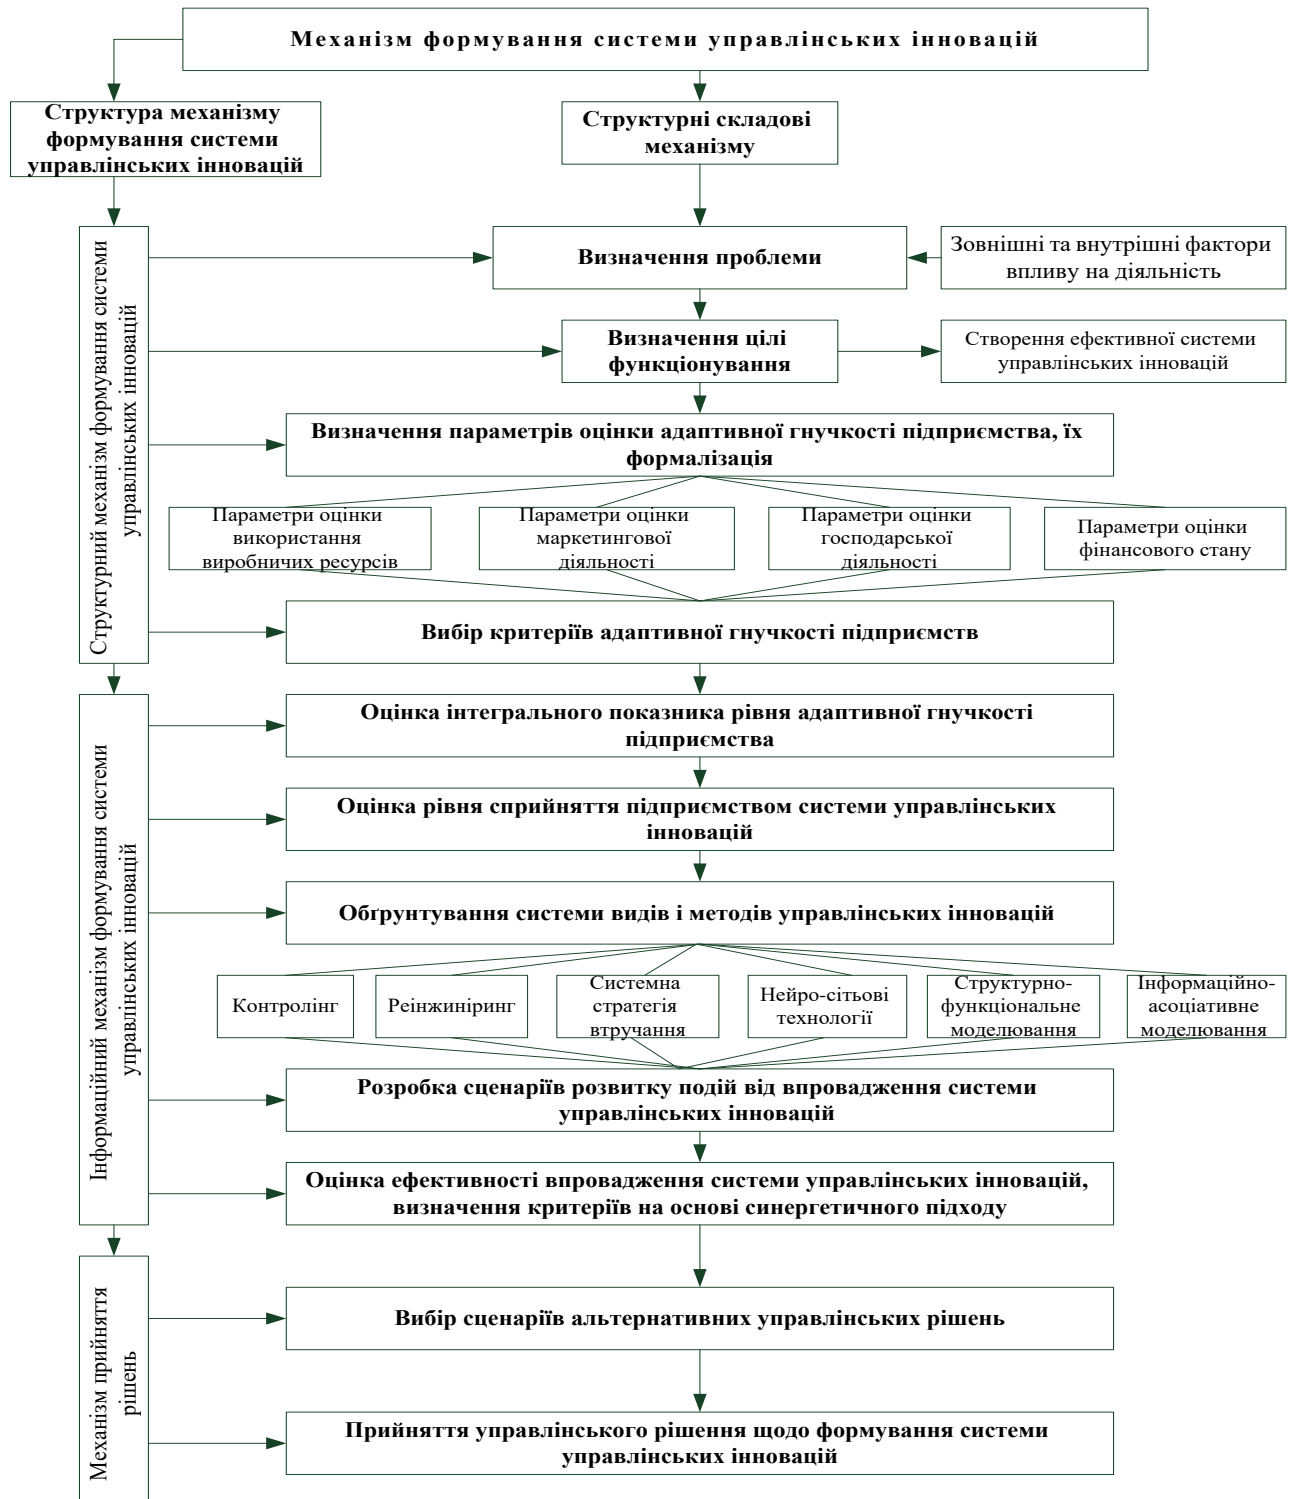 Механізм формування системи управлінських інновацій
Структура механізму
формування системи
управлінських інновацій
Структурні складові
механізму
Структурний механізм формування системи
управлінських інновацій
Визначення проблеми
Зовнішні та внутрішні фактори
впливу на діяльність
Визначення цілі
функціонування
Створення ефективної системи
управлінських інновацій
Визначення параметрів оцінки адаптивної гнучкості підприємства, їх
формалізація
Параметри оцінки
використання
виробничих ресурсів
Параметри оцінки
маркетингової
діяльності
Параметри оцінки
господарської
діяльності
Параметри оцінки
фінансового стану
Вибір критеріїв адаптивної гнучкості підприємств
Інформаційний механізм формування системи
управлінських інновацій
Оцінка інтегрального показника рівня адаптивної гнучкості
підприємства
Оцінка рівня сприйняття підприємством системи управлінських
інновацій
Обґрунтування системи видів і методів управлінських інновацій
Контролінг
Реінжиніринг
Системна
стратегія
втручання
Нейро-сітьові
технології
Структурно-
функціональне
моделювання
Інформаційно-
асоціативне
моделювання
Розробка сценаріїв розвитку подій від впровадження системи
управлінських інновацій
Оцінка ефективності впровадження системи управлінських інновацій,
визначення критеріїв на основі синергетичного підходу
Механізм прийняття
рішень
Вибір сценаріїв альтернативних управлінських рішень
Прийняття управлінського рішення щодо формування системи
управлінських інновацій